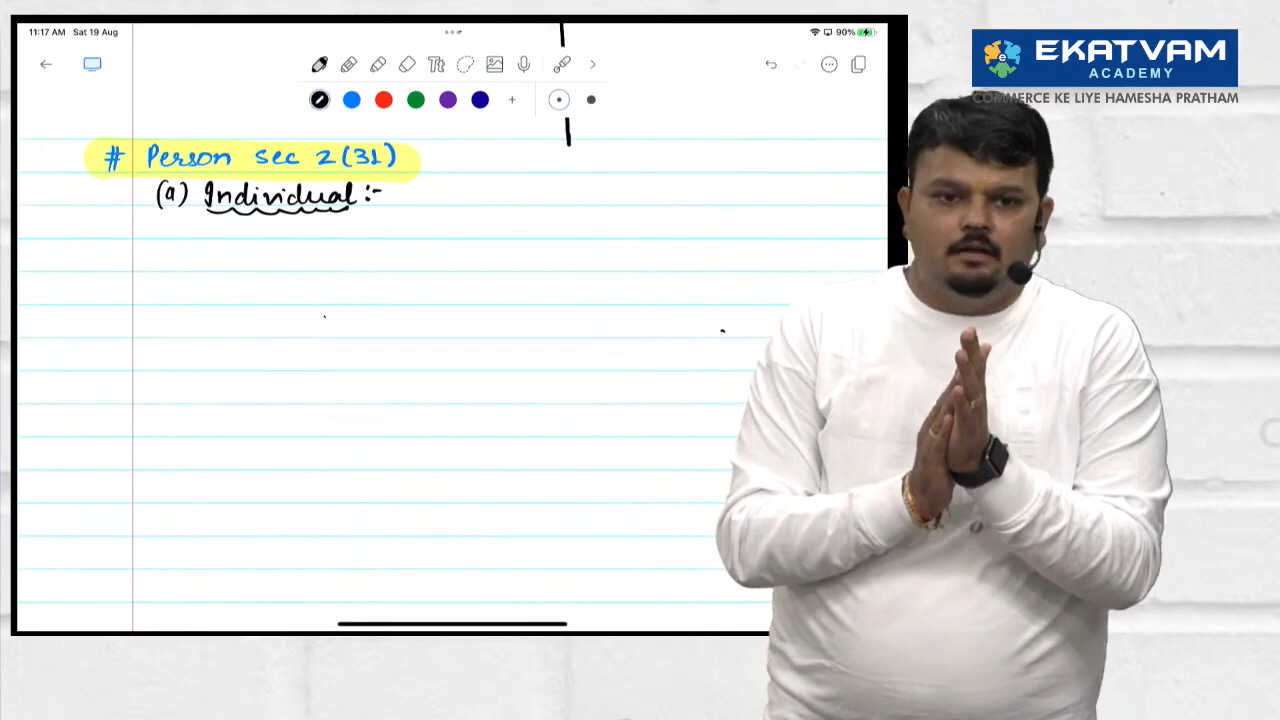 11:17 AM Sat 19 Aug
90%
Tt
# Person sec 2(31)
(a) Individual :-
EKATVAM
ACADEMY
COMMERCE KE LIYE HAMESHA PRATHAM